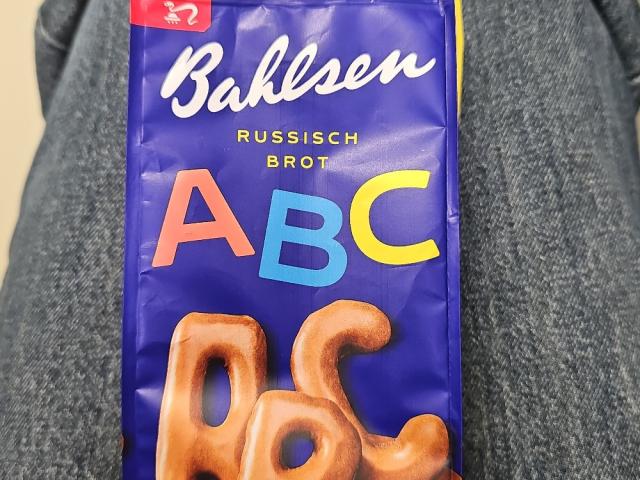 Bahlsen
RUSSISCH
BROT
ABC